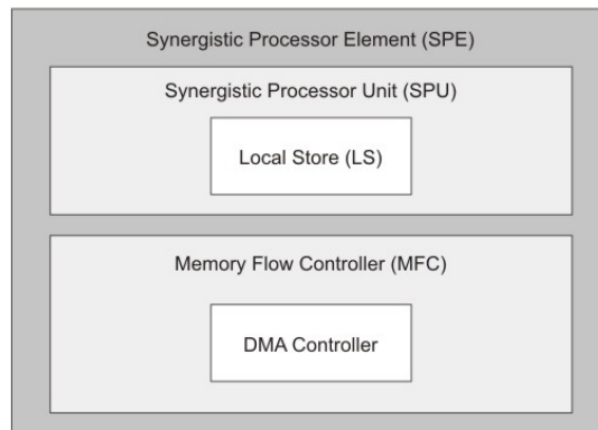 Synergistic Processor Element (SPE)
Synergistic Processor Unit (SPU)
Local Store (LS)
Memory Flow Controller (MFC)
DMA Controller